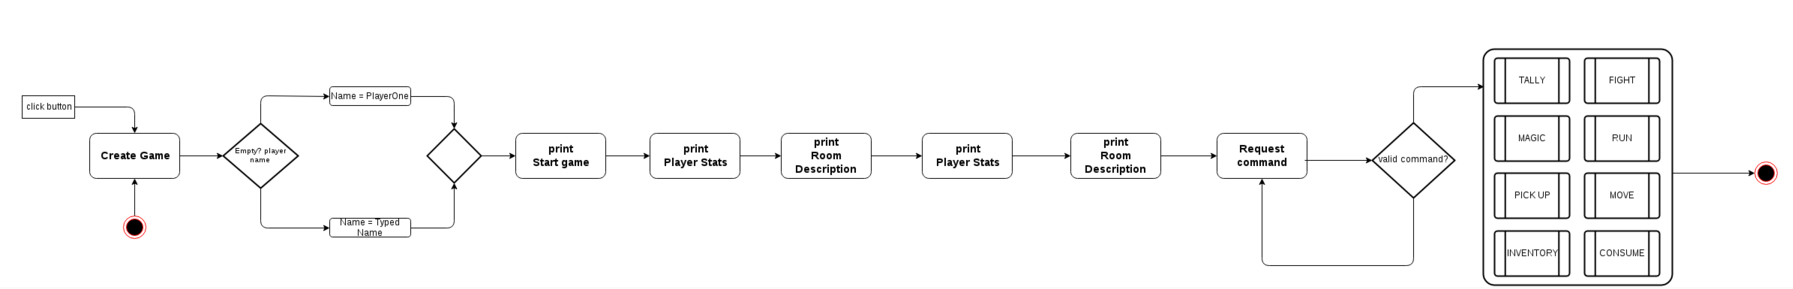 click button
Create Game
Empty? player
name
Name = PlayerOne
Name = Typed
Name
print
Start game
print
Player Stats
print
Room
Description
print
Player Stats
print
Room
Description
Request
command
valid command?
TALLY
FIGHT
MAGIC
RUN
PICK UP
MOVE
INVENTORY
CONSUME